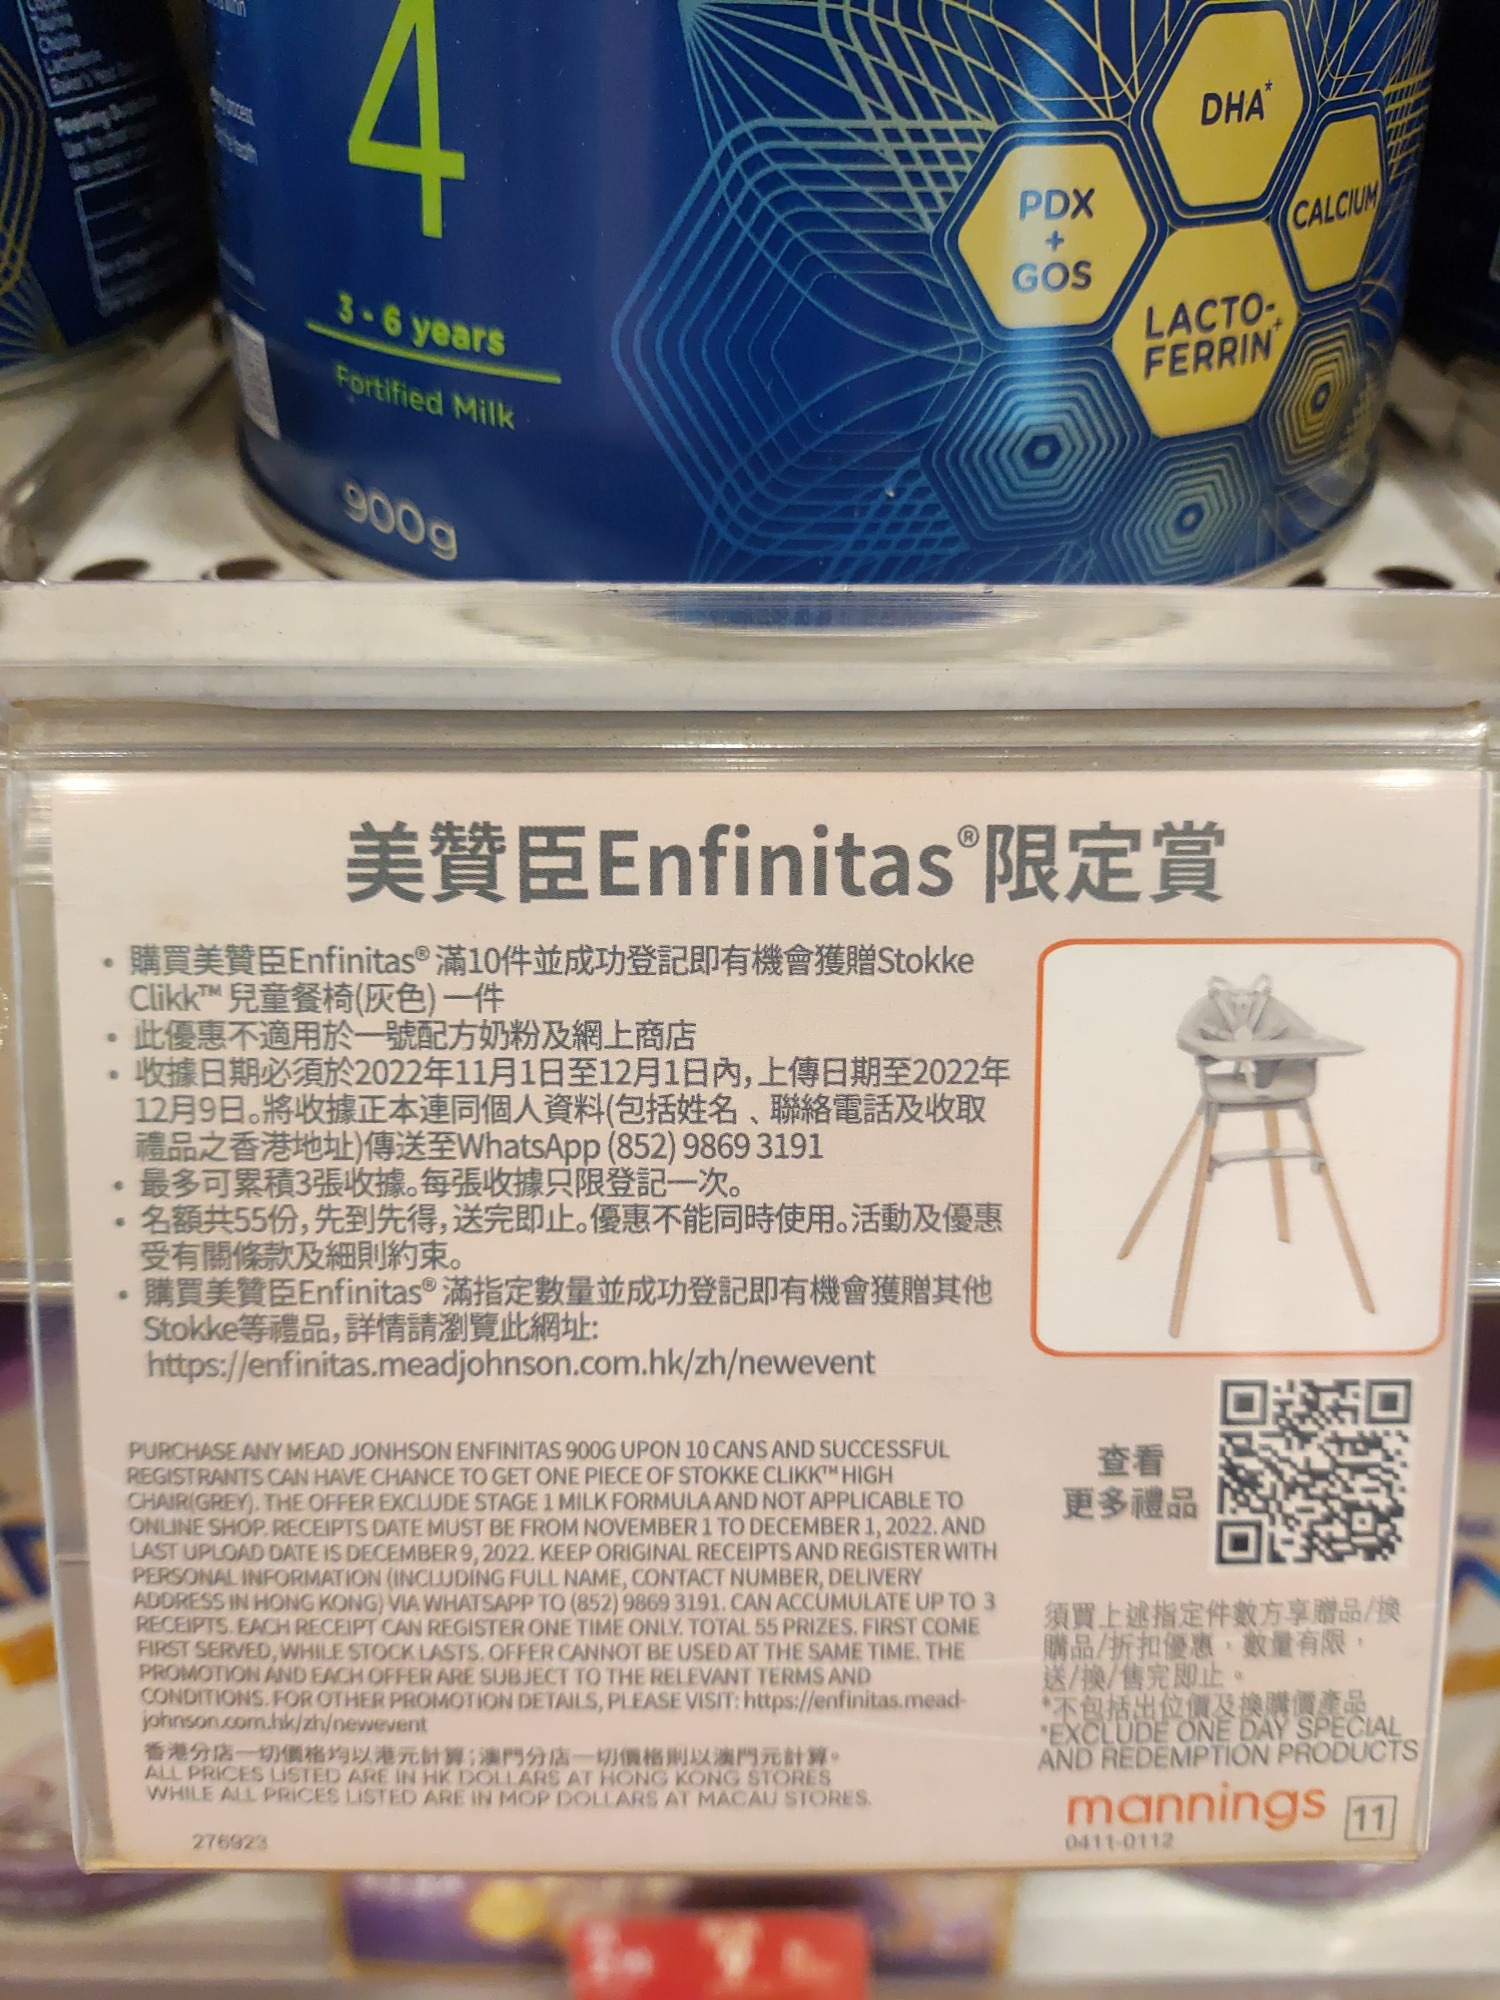 4
3 - 6 years
Fortified Milk
900g
DHA*
PDX
+
GOS
CALCIUM
LACTO-
FERRIN+
美贊臣Enfinitas®限定賞
• 購買美贊臣Enfinitas® 滿10件並成功登記即有機會獲贈Stokke
Clikk™ 兒童餐椅(灰色) 一件
• 此優惠不適用於一號配方奶粉及網上商店
• 收據日期必須於2022年11月1日至12月1日內,上傳日期至2022年
12月9日。將收據正本連同個人資料(包括姓名、聯絡電話及收取
禮品之香港地址)傳送至WhatsApp (852) 9869 3191
• 最多可累積3張收據。每張收據只限登記一次。
• 名額共55份,先到先得,送完即止。優惠不能同時使用。活動及優惠
受有關條款及細則約束。
• 購買美贊臣Enfinitas® 滿指定數量並成功登記即有機會獲贈其他
Stokke等禮品,詳情請瀏覽此網址:
https://enfinitas.meadjohnson.com.hk/zh/newevent
PURCHASE ANY MEAD JONHSON ENFINITAS 900G UPON 10 CANS AND SUCCESSFUL
REGISTRANTS CAN HAVE CHANCE TO GET ONE PIECE OF STOKKE CLIKK™ HIGH
CHAIR(GREY). THE OFFER EXCLUDE STAGE 1 MILK FORMULA AND NOT APPLICABLE TO
ONLINE SHOP. RECEIPTS DATE MUST BE FROM NOVEMBER 1 TO DECEMBER 1, 2022. AND
LAST UPLOAD DATE IS DECEMBER 9, 2022. KEEP ORIGINAL RECEIPTS AND REGISTER WITH
PERSONAL INFORMATION (INCLUDING FULL NAME, CONTACT NUMBER, DELIVERY
ADDRESS IN HONG KONG) VIA WHATSAPP TO (852) 9869 3191. CAN ACCUMULATE UP TO 3
RECEIPTS. EACH RECEIPT CAN REGISTER ONE TIME ONLY. TOTAL 55 PRIZES. FIRST COME
FIRST SERVED, WHILE STOCK LASTS. OFFER CANNOT BE USED AT THE SAME TIME. THE
PROMOTION AND EACH OFFER ARE SUBJECT TO THE RELEVANT TERMS AND
CONDITIONS. FOR OTHER PROMOTION DETAILS, PLEASE VISIT: https://enfinitas.mead-
johnson.com.hk/zh/newevent
香港分店一切價格均以港元計算;澳門分店一切價格則以澳門元計算。
ALL PRICES LISTED ARE IN HK DOLLARS AT HONG KONG STORES
WHILE ALL PRICES LISTED ARE IN MOP DOLLARS AT MACAU STORES.
276923
查看
更多禮品
須買上述指定件數方享贈品/換
購品/折扣優惠,數量有限,
送/換/售完即止。
*不包括出位價及換購價產品
*EXCLUDE ONE DAY SPECIAL
AND REDEMPTION PRODUCTS
mannings
11
0411-0112